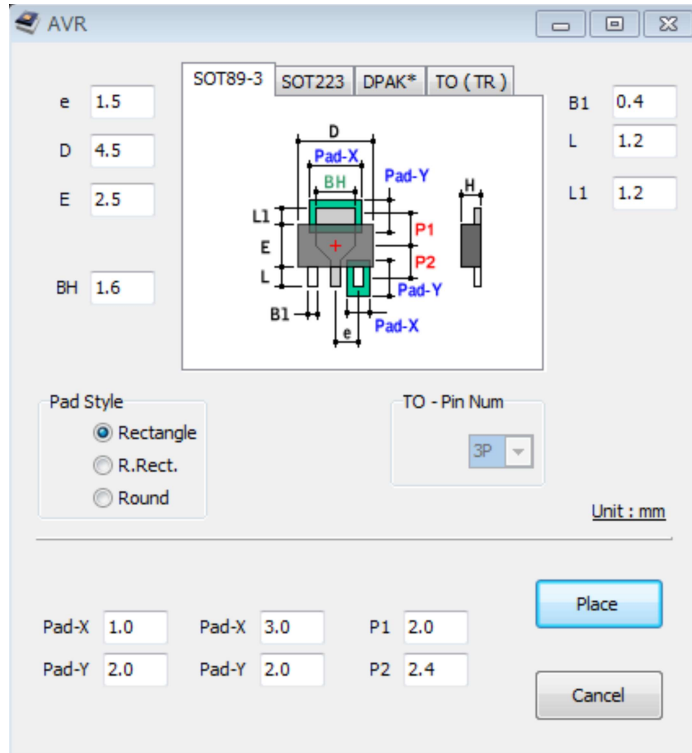 AVR
SOT89-3 SOT223 DPAK* TO ( TR )
e 1.5
D 4.5
E 2.5
BH 1.6
D
Pad-X
BH
Pad-Y
H
L1
P1
E
P2
L
Pad-Y
B1
Pad-X
e
B1 0.4
L 1.2
L1 1.2
Pad Style
Rectangle
R.Rect.
Round
TO - Pin Num
3P
Unit : mm
Pad-X 1.0 Pad-X 3.0 P1 2.0
Pad-Y 2.0 Pad-Y 2.0 P2 2.4
Place
Cancel